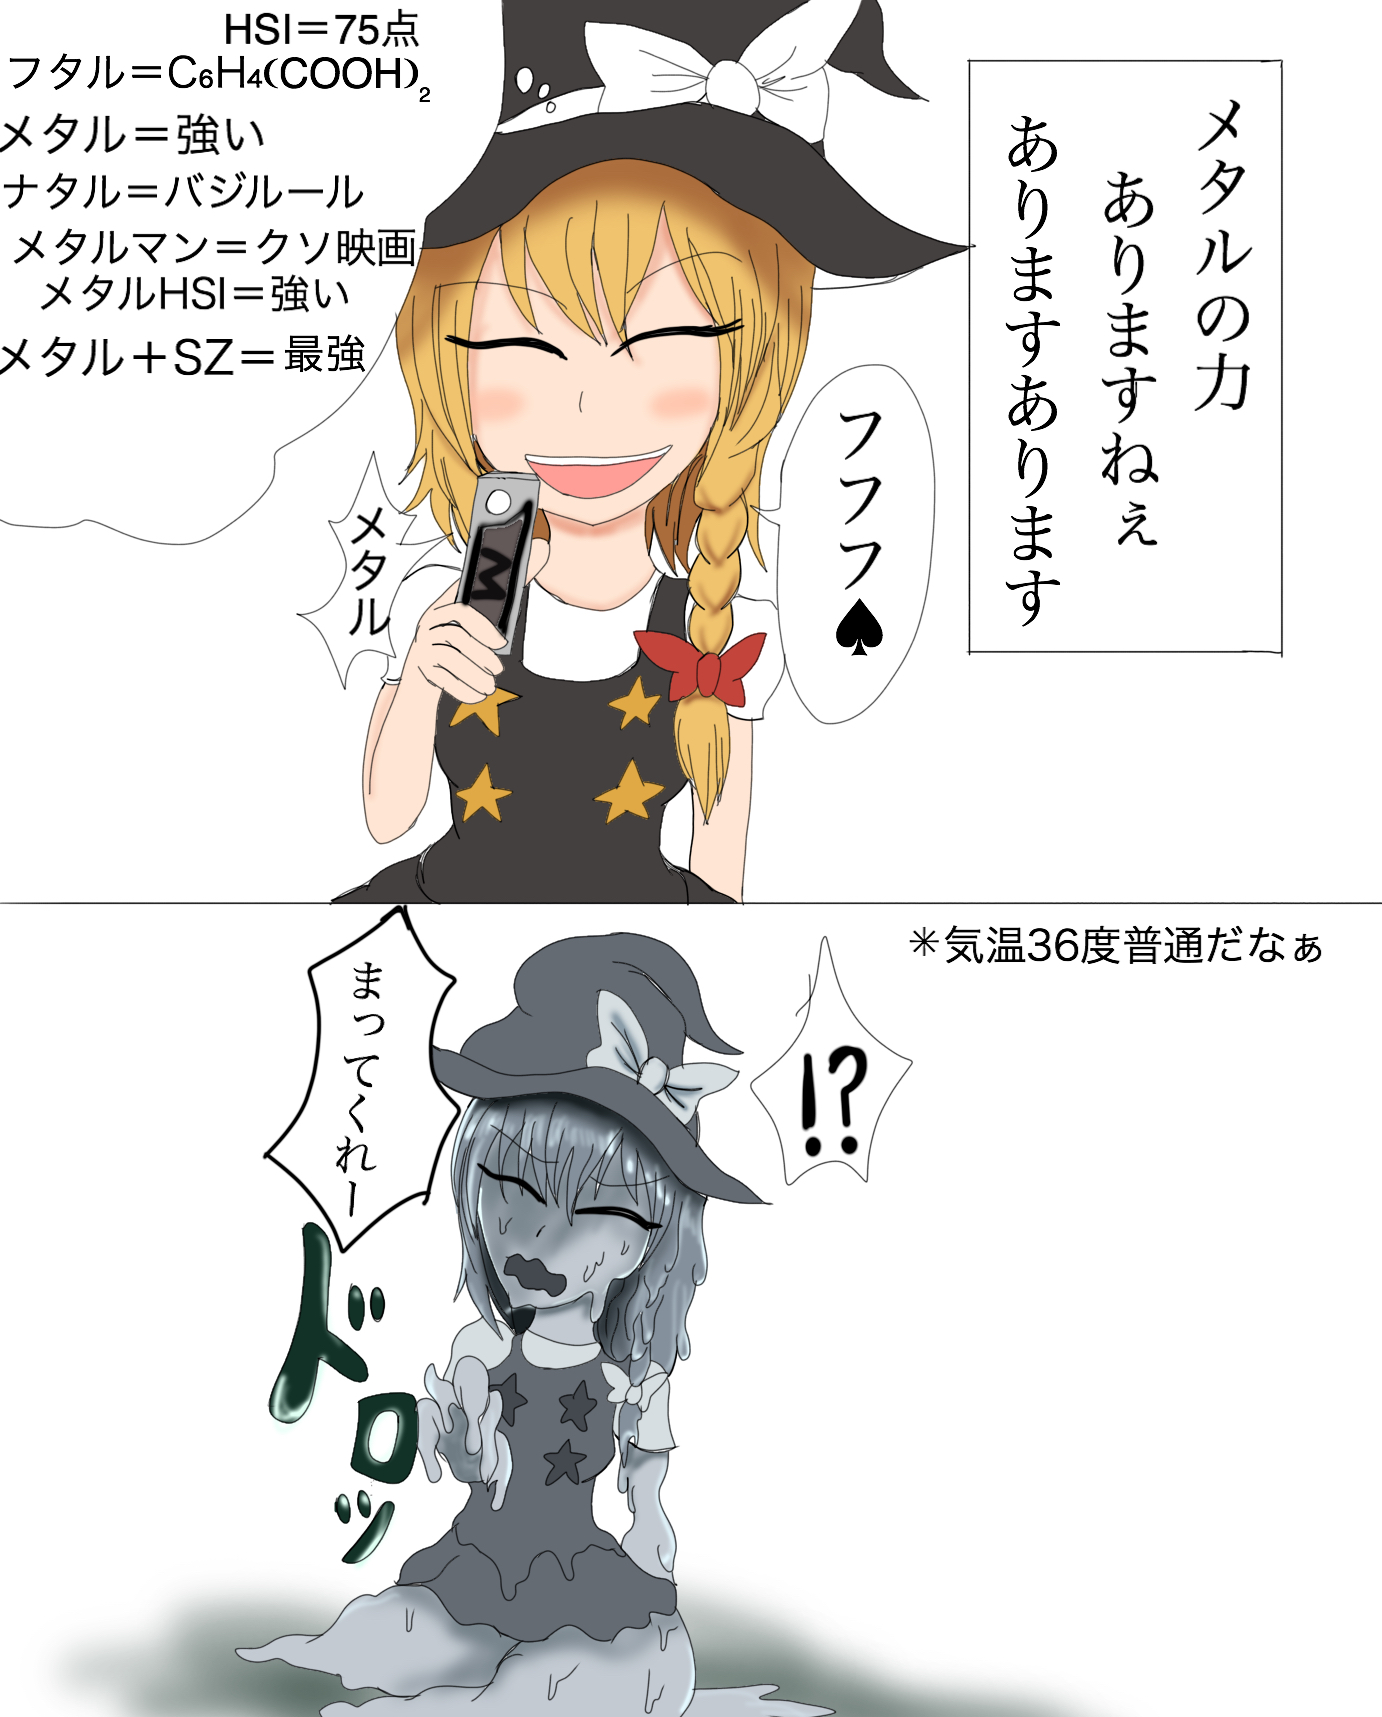 HSI＝75点
フタル＝C₆H₄(COOH)₂
メタル＝強い
ナタル＝バジルール
メタルマン＝クソ映画
メタルHSI＝強い
メタル＋SZ＝最強
メタルの力
ありますねぇ
ありますあります
フフフ♠
メタル
M
＊気温36度普通だなぁ
!?
まってくれー
ドロッ